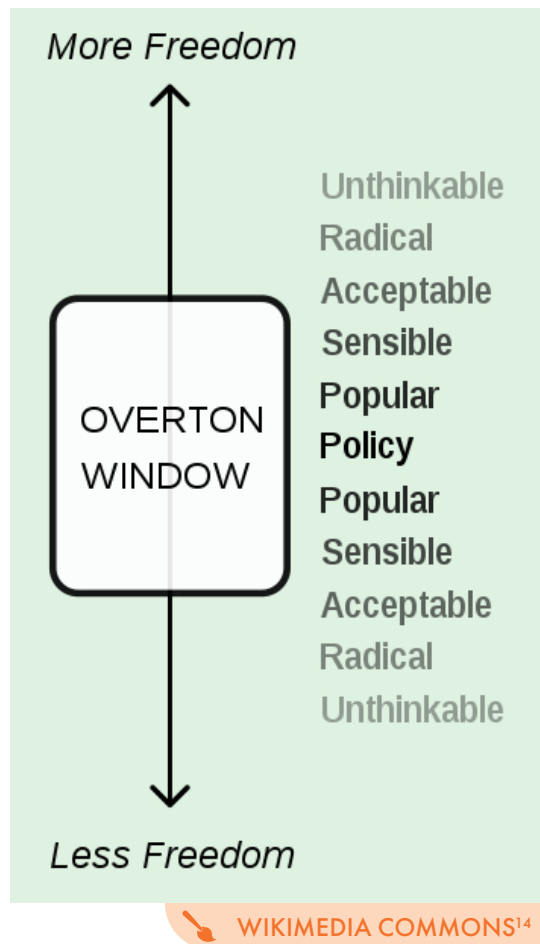 More Freedom
Unthinkable
Radical
Acceptable
Sensible
Popular
Policy
Popular
Sensible
Acceptable
Radical
Unthinkable
OVERTON
WINDOW
Less Freedom
WIKIMEDIA COMMONS¹⁴